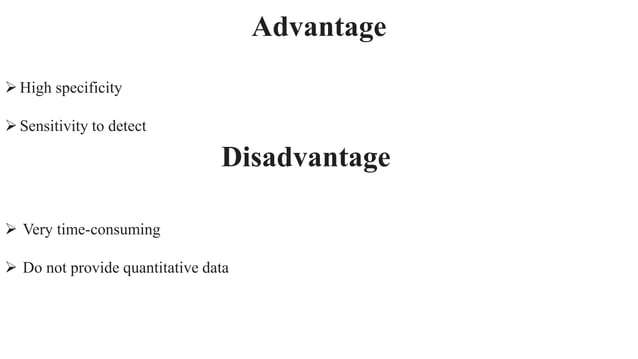 Advantage
➢ High specificity
➢ Sensitivity to detect
Disadvantage
➢ Very time-consuming
➢ Do not provide quantitative data